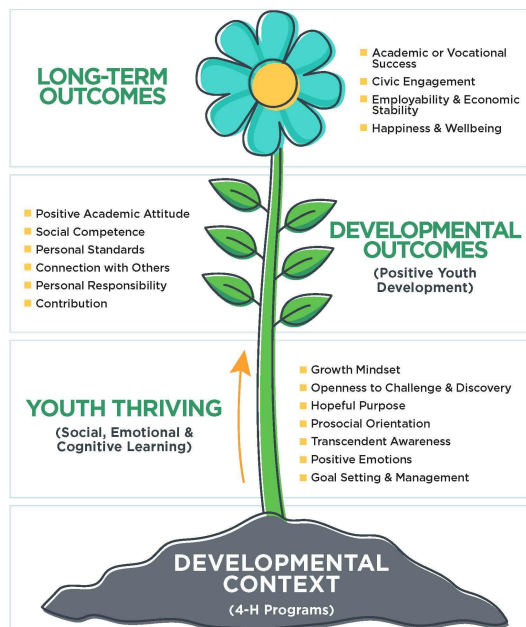 LONG-TERM
OUTCOMES
Academic or Vocational
Success
Civic Engagement
Employability & Economic
Stability
Happiness & Wellbeing
Positive Academic Attitude
Social Competence
Personal Standards
Connection with Others
Personal Responsibility
Contribution
DEVELOPMENTAL
OUTCOMES
(Positive Youth
Development)
YOUTH THRIVING
(Social, Emotional &
Cognitive Learning)
Growth Mindset
Openness to Challenge & Discovery
Hopeful Purpose
Prosocial Orientation
Transcendent Awareness
Positive Emotions
Goal Setting & Management
DEVELOPMENTAL
CONTEXT
(4-H Programs)